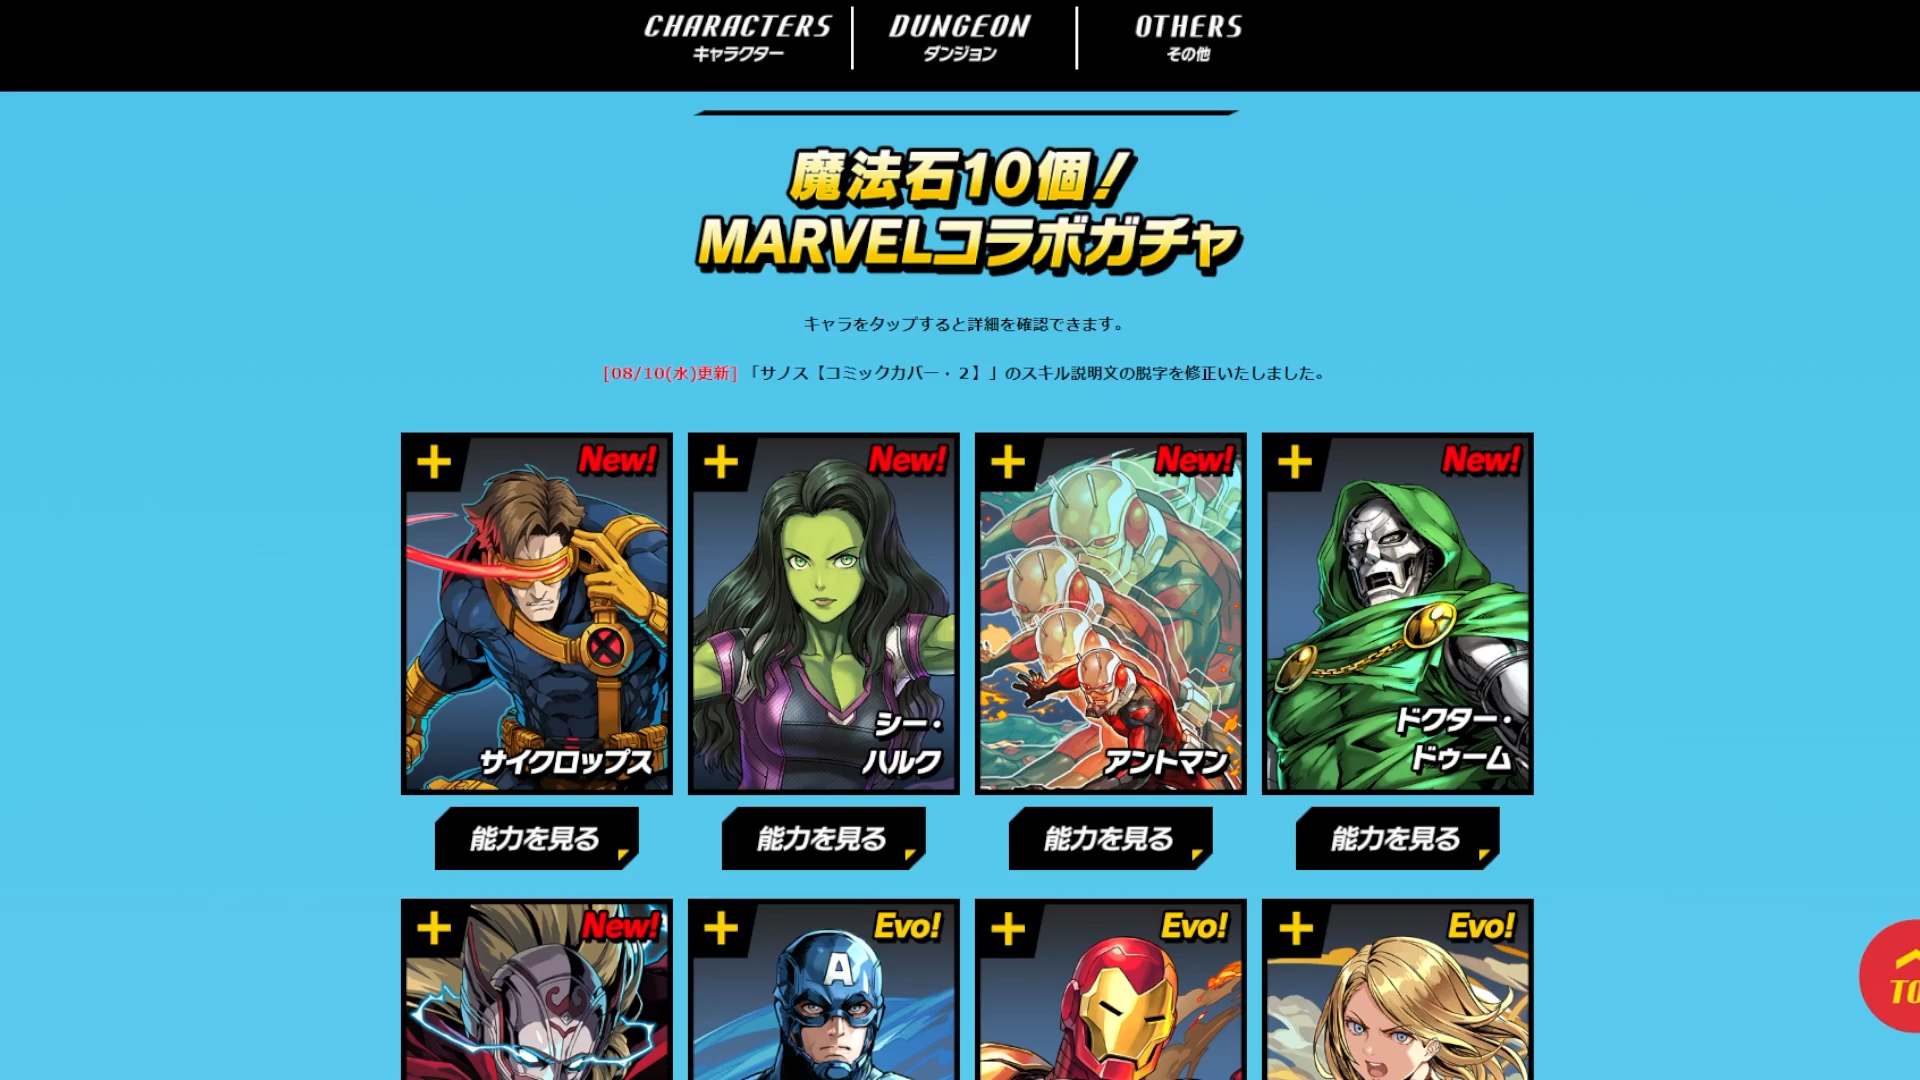 CHARACTERS
キャラクター
DUNGEON
ダンジョン
OTHERS
その他
魔法石10個!
MARVELコラボガチャ
キャラをタップすると詳細を確認できます。
[08/10(水)更新] 「サノス【コミックカバー・2】」のスキル説明文の脱字を修正いたしました。
New!
サイクロップス
New!
シー・
ハルク
New!
アントマン
New!
ドクター・
ドゥーム
能力を見る
能力を見る
能力を見る
能力を見る
New!
Evo!
A
Evo!
Evo!